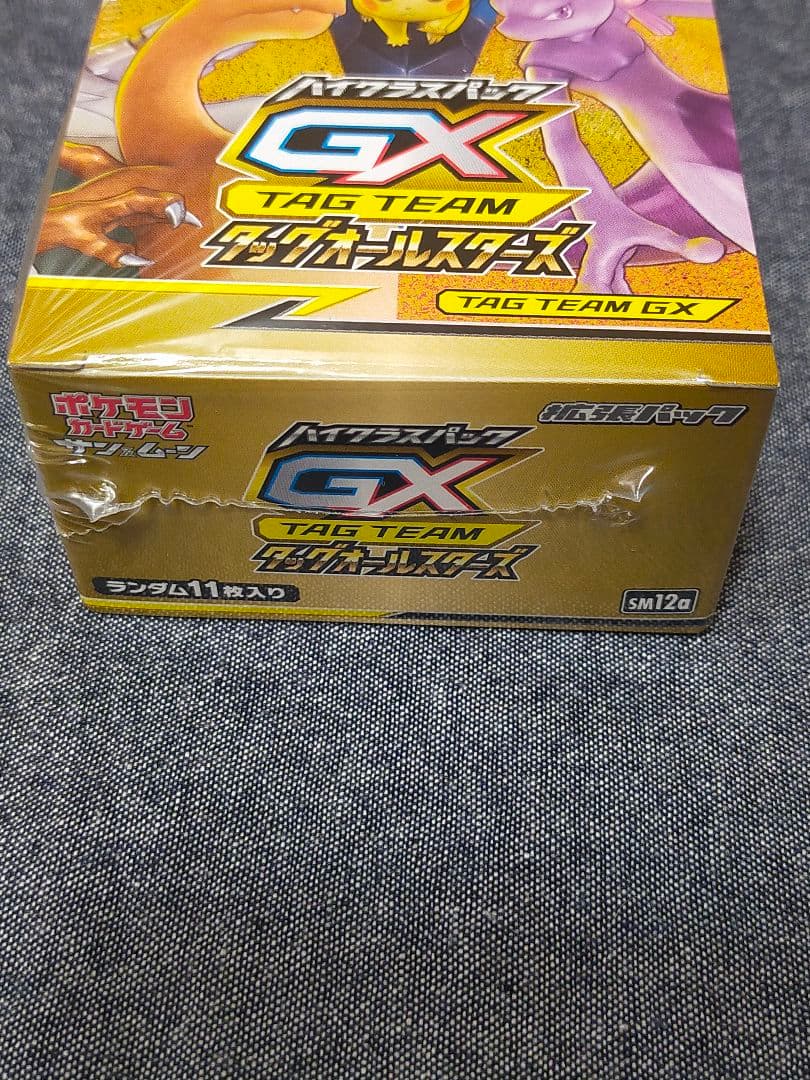 ハイクラスパック
GX
TAG TEAM
タッグオールスターズ
TAG TEAM GX
ポケモン
カードゲーム
サン&ムーン
拡張パック
ハイクラスパック
GX
TAG TEAM
タッグオールスターズ
ランダム11枚入り
SM12a